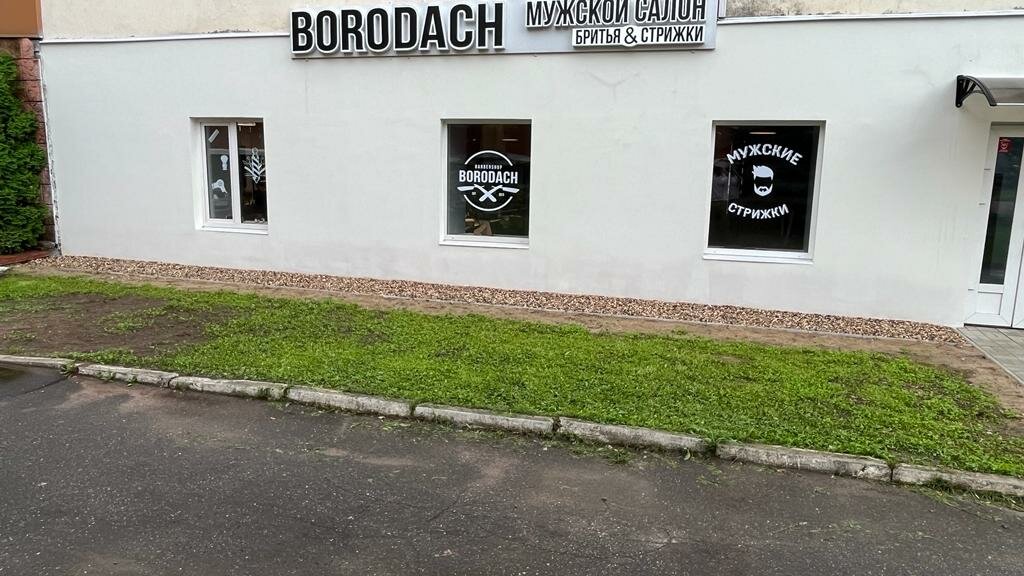 BORODACH
МУЖСКОЙ САЛОН
БРИТЬЯ & СТРИЖКИ
BARBERSHOP
BORODACH
МУЖСКИЕ
СТРИЖКИ